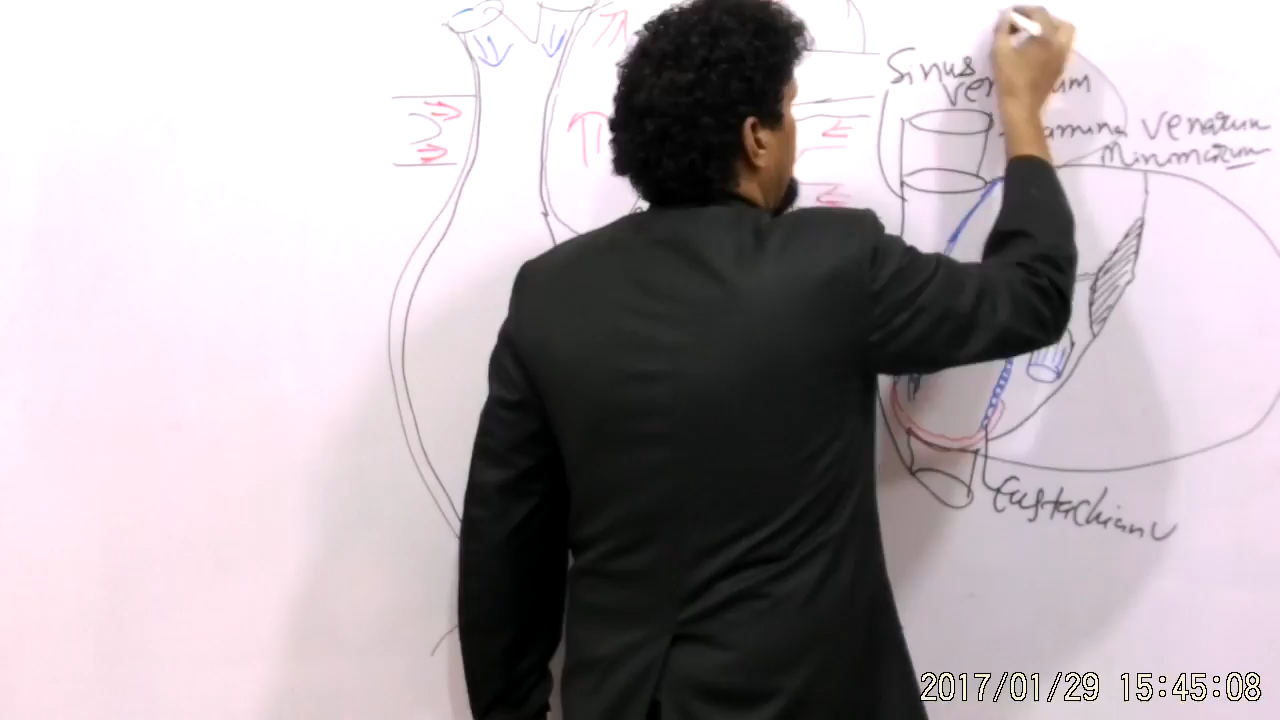 Sinus
Venarum
Foramina Venarum
Minimarum
Eustachian V
2017/01/29 15:45:08